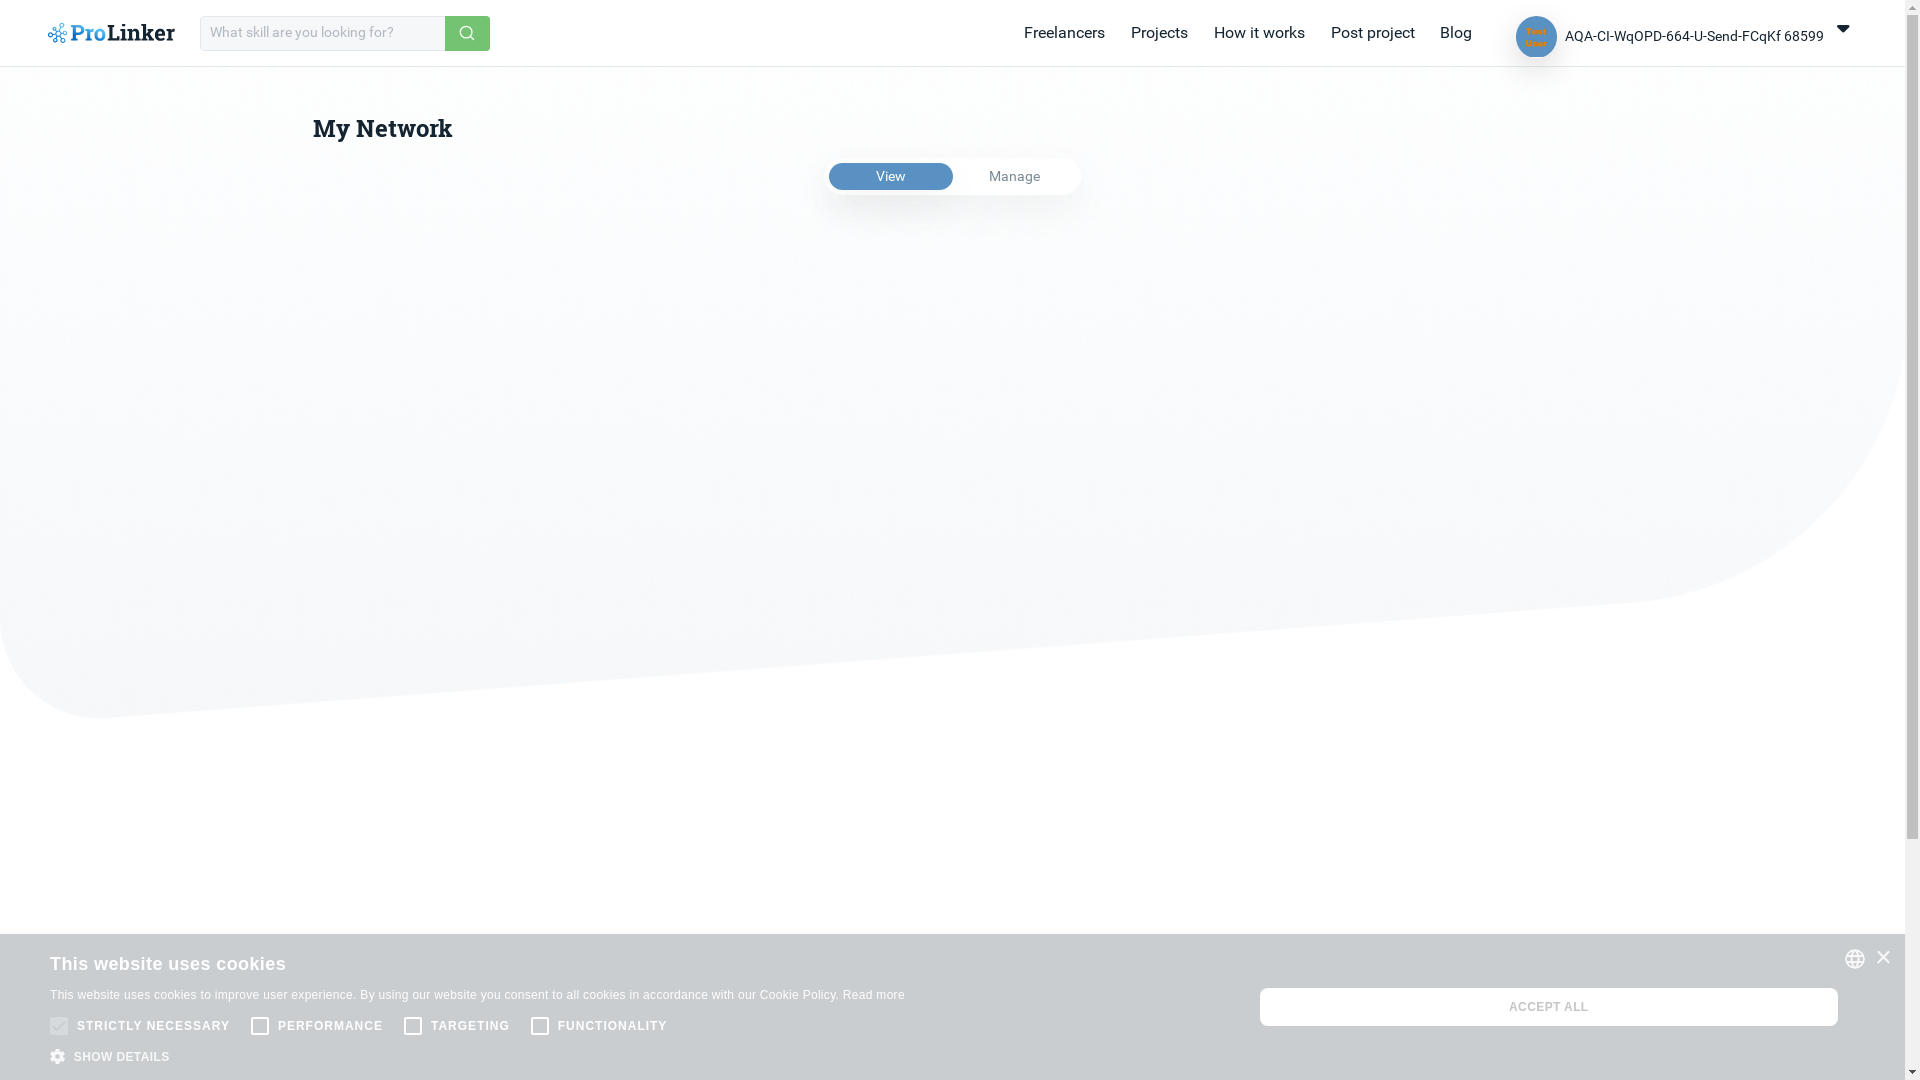 ProLinker
What skill are you looking for?
Freelancers
Projects
How it works
Post project
Blog
Test
User
AQA-CI-WqOPD-664-U-Send-FCqKf 68599
My Network
View
Manage
This website uses cookies
This website uses cookies to improve user experience. By using our website you consent to all cookies in accordance with our Cookie Policy. Read more
STRICTLY NECESSARY
PERFORMANCE
TARGETING
FUNCTIONALITY
SHOW DETAILS
ACCEPT ALL